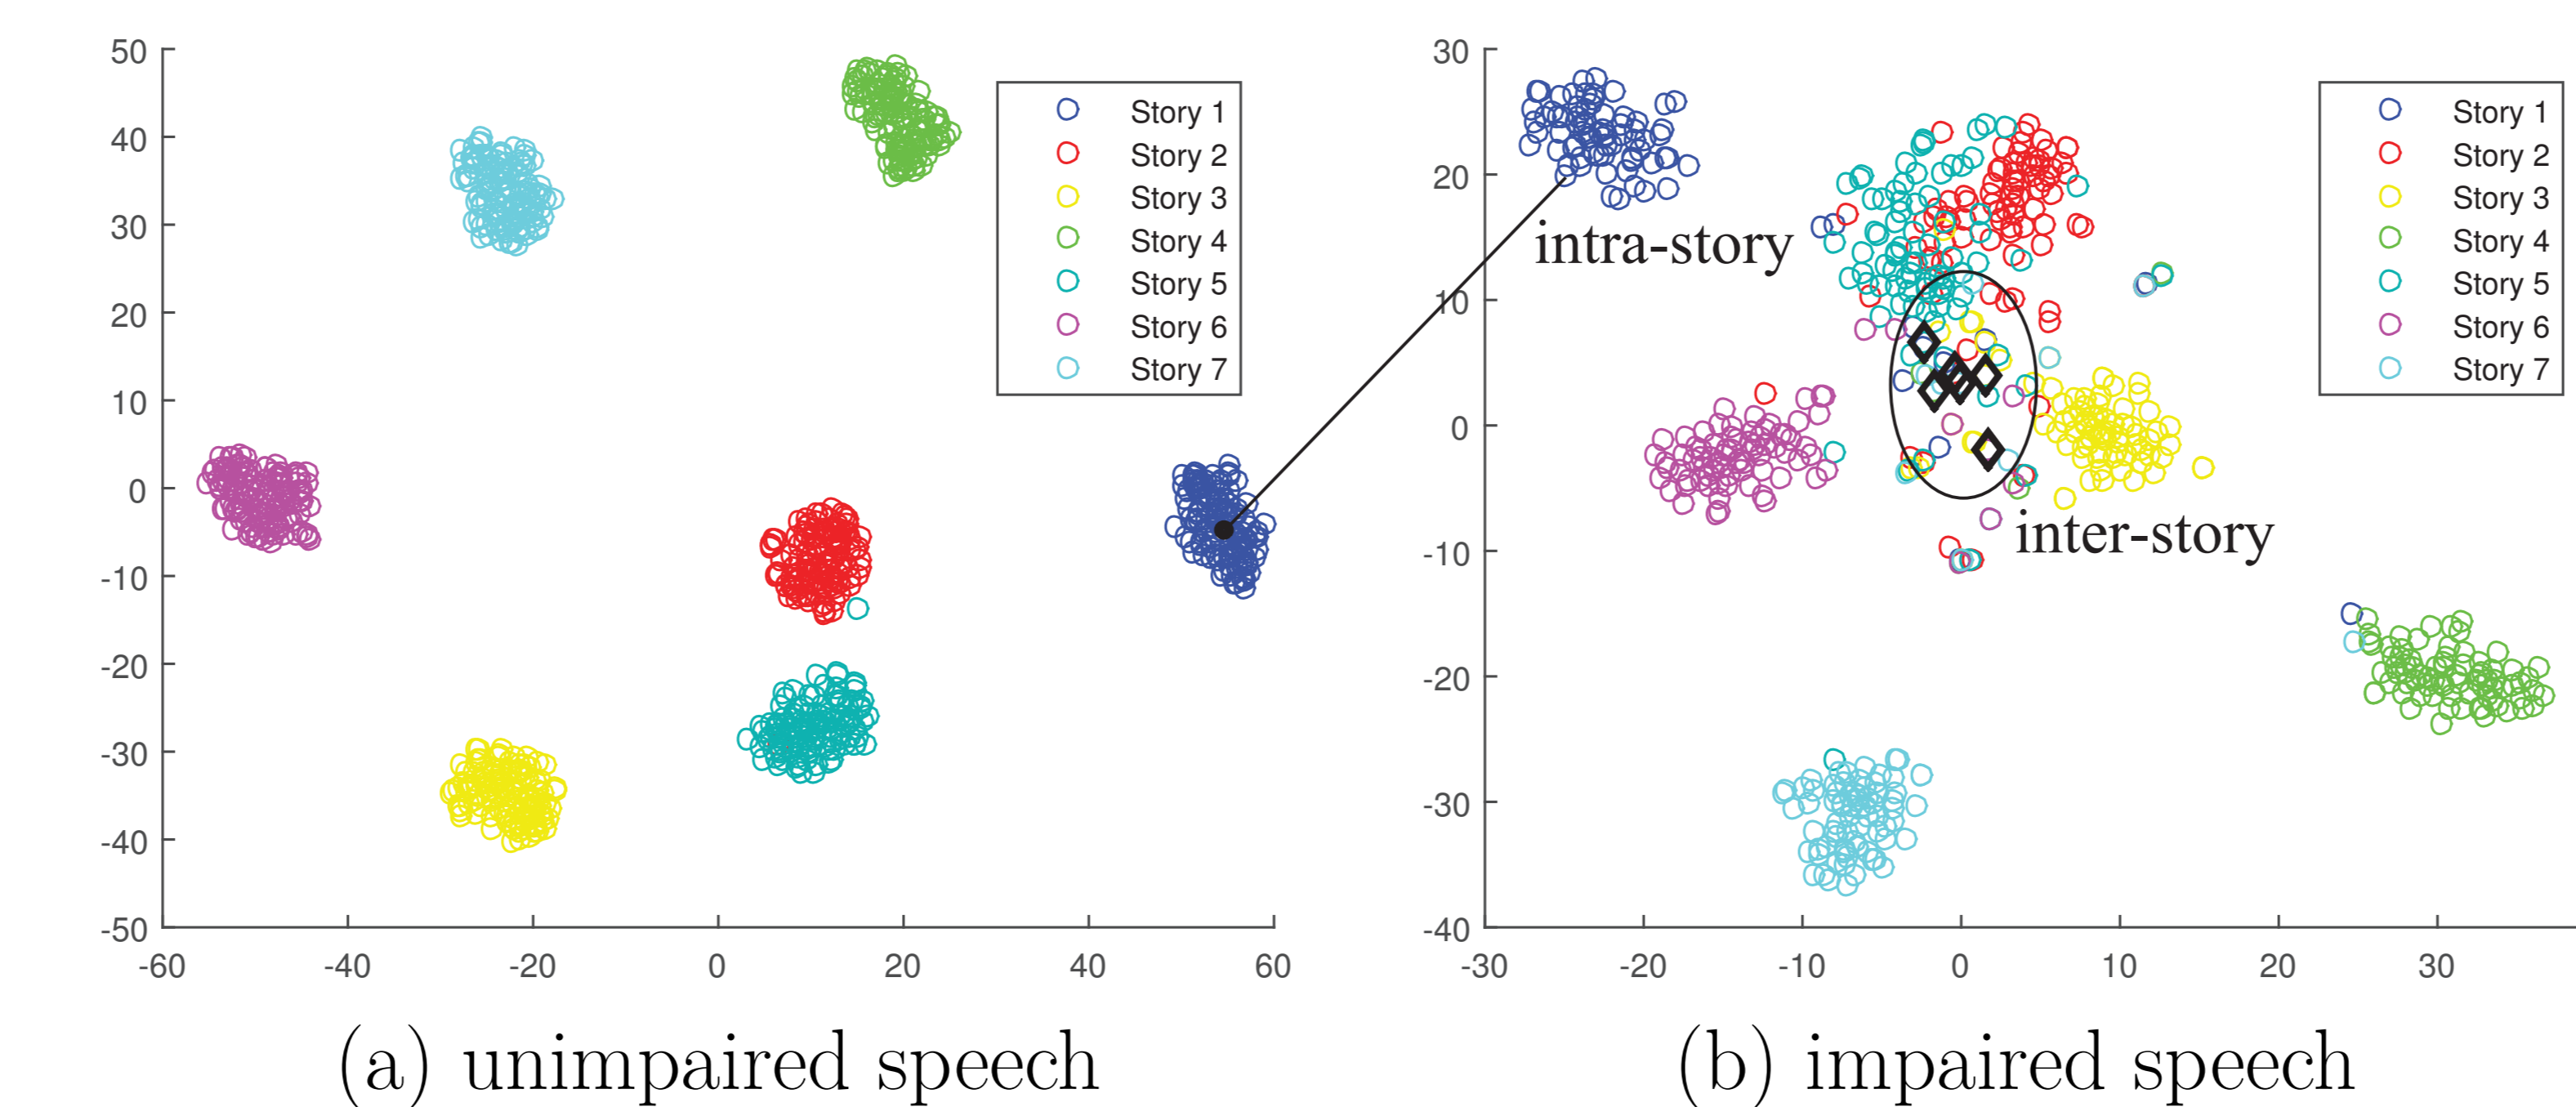 50
40
30
20
10
0
-10
-20
-30
-40
-50
-60
-40
-20
0
20
40
60
Story 1
Story 2
Story 3
Story 4
Story 5
Story 6
Story 7
(a) unimpaired speech
30
20
10
0
-10
-20
-30
-40
-30
-20
-10
0
10
20
30
intra-story
inter-story
Story 1
Story 2
Story 3
Story 4
Story 5
Story 6
Story 7
(b) impaired speech